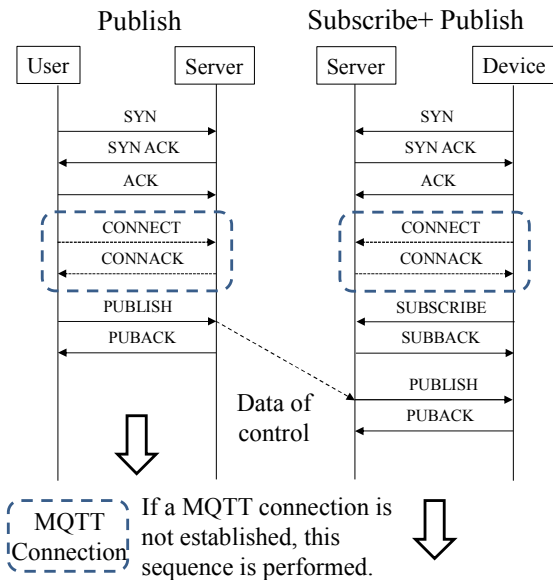 Publish
User
Server
SYN
SYN ACK
ACK
CONNECT
CONNACK
PUBLISH
PUBACK
Subscribe+ Publish
Server
Device
SYN
SYN ACK
ACK
CONNECT
CONNACK
SUBSCRIBE
SUBBACK
PUBLISH
PUBACK
Data of
control
MQTT
Connection
If a MQTT connection is
not established, this
sequence is performed.